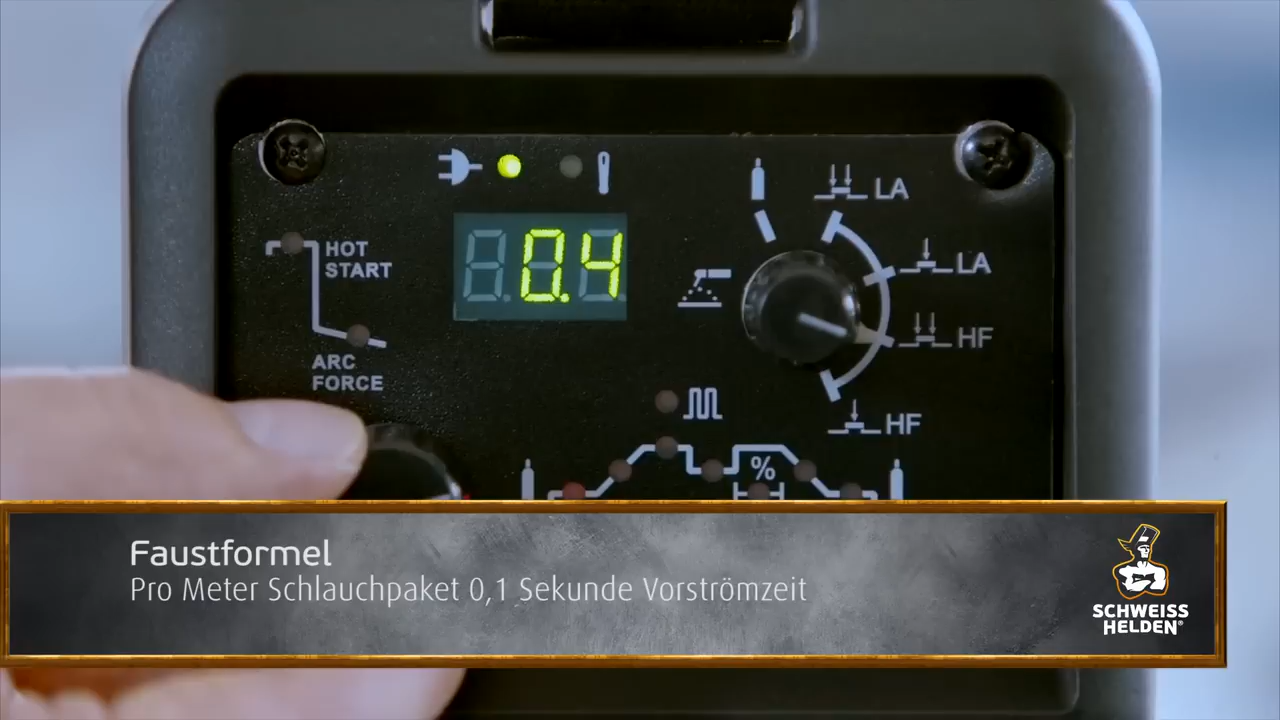 HOT
START
0.4
ARC
FORCE
LA
LA
HF
HF
%
Faustformel
Pro Meter Schlauchpaket 0,1 Sekunde Vorströmzeit
SCHWEISS
HELDEN®